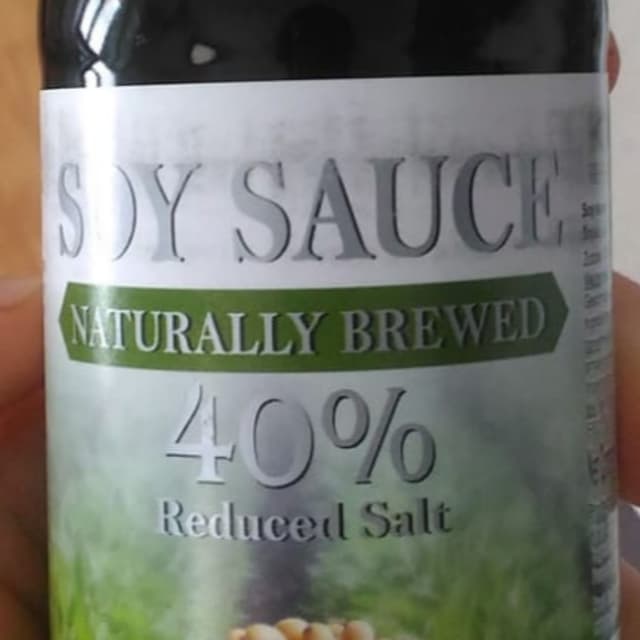 SOY SAUCE
NATURALLY BREWED
40%
Reduced Salt